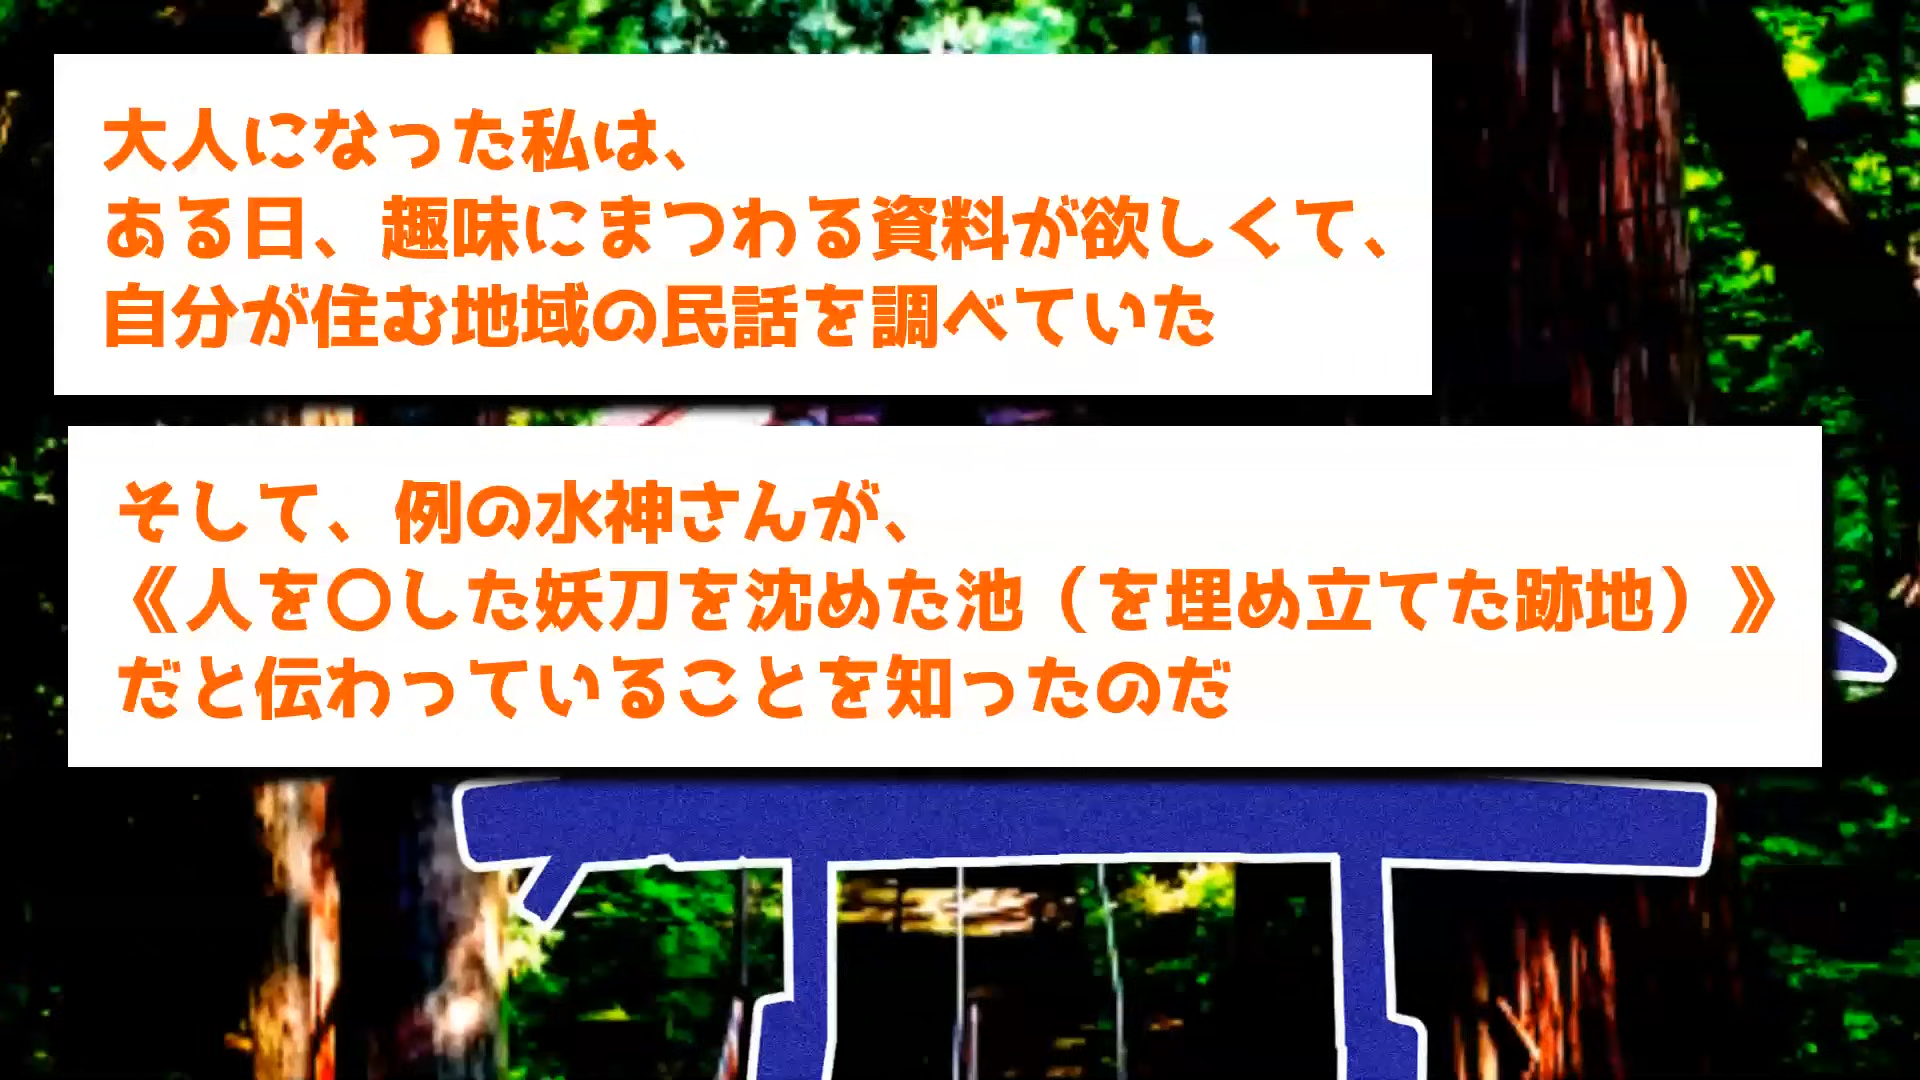 大人になった私は、
ある日、趣味にまつわる資料が欲しくて、
自分が住む地域の民話を調べていた
そして、例の水神さんが、
《人を〇した妖刀を沈めた池（を埋め立てた跡地）》
だと伝わっていることを知ったのだ